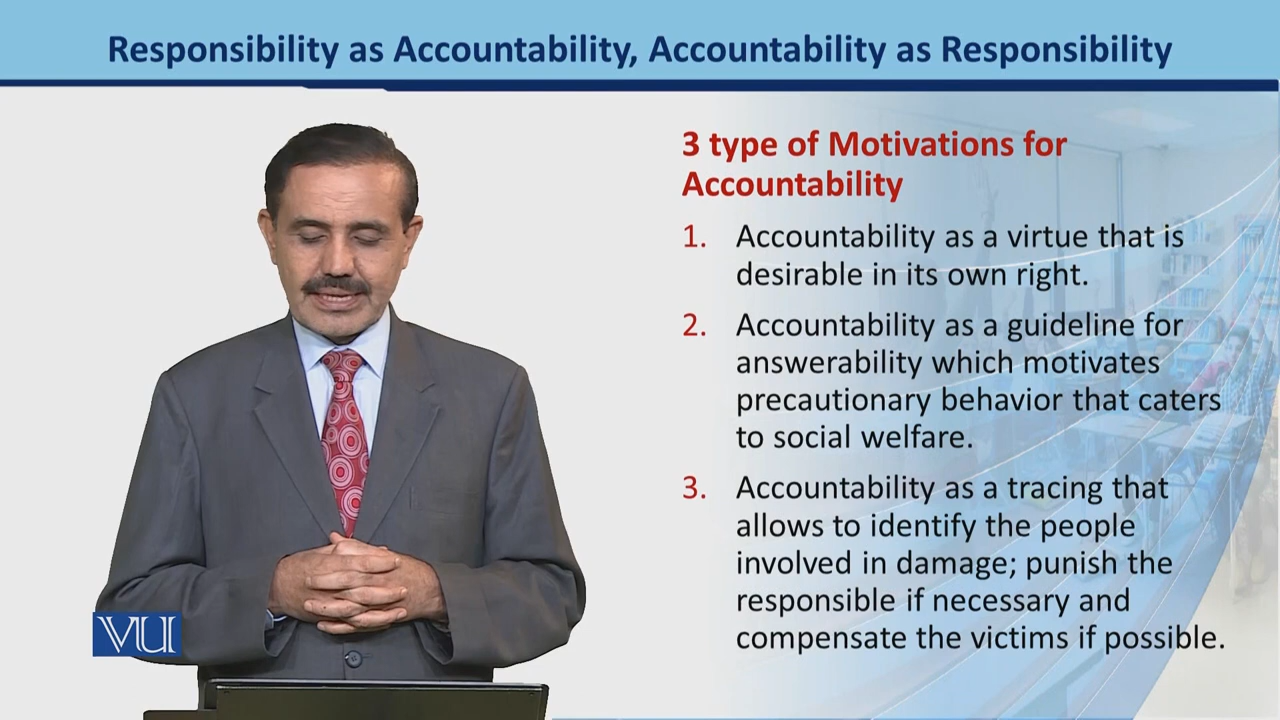 Responsibility as Accountability, Accountability as Responsibility
3 type of Motivations for
Accountability
1. Accountability as a virtue that is
desirable in its own right.
2. Accountability as a guideline for
answerability which motivates
precautionary behavior that caters
to social welfare.
3. Accountability as a tracing that
allows to identify the people
involved in damage; punish the
responsible if necessary and
compensate the victims if possible.
VU